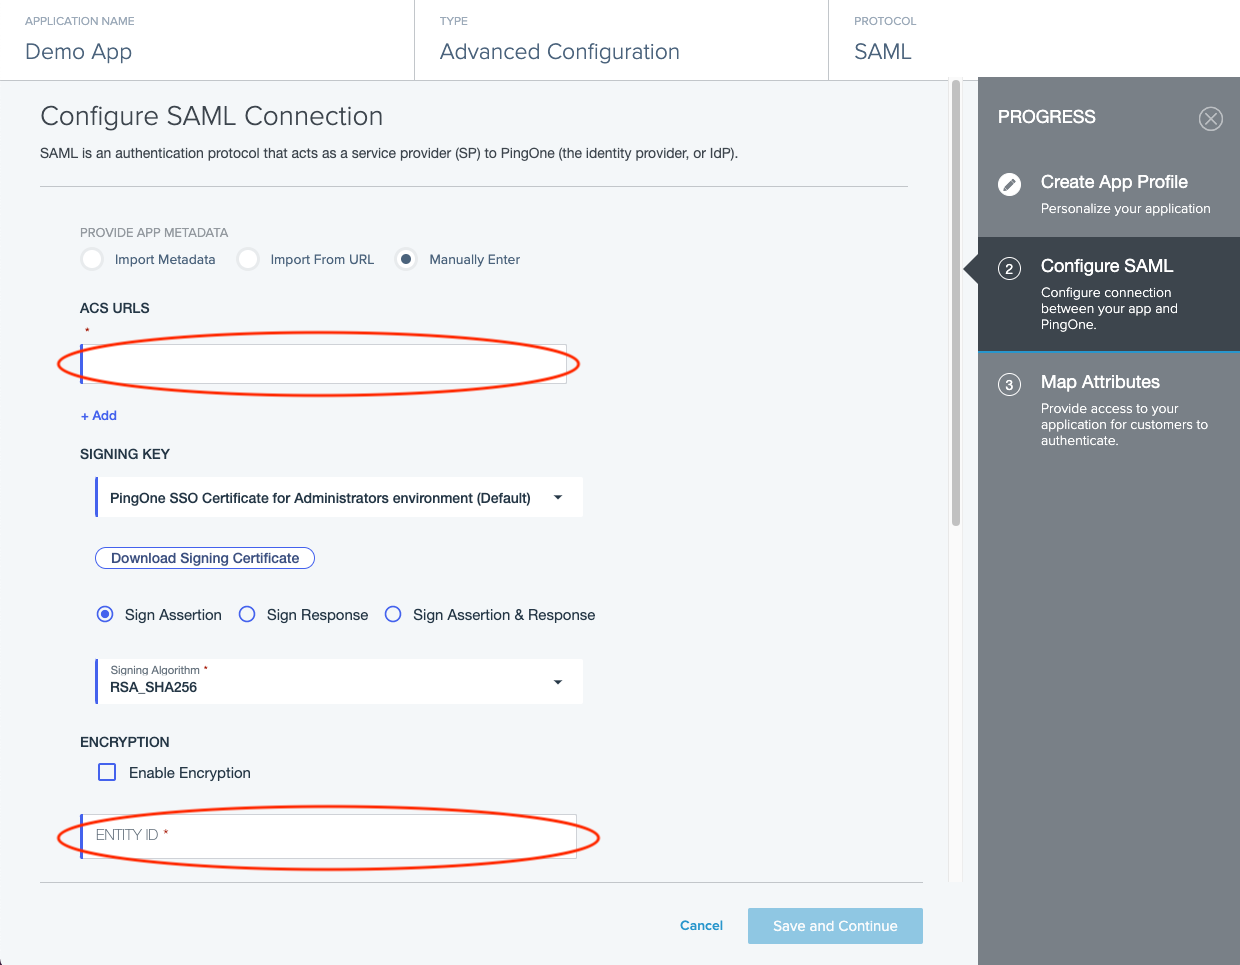 APPLICATION NAME
Demo App
TYPE
Advanced Configuration
PROTOCOL
SAML
Configure SAML Connection
SAML is an authentication protocol that acts as a service provider (SP) to PingOne (the identity provider, or IdP).
PROVIDE APP METADATA
Import Metadata
Import From URL
Manually Enter
ACS URLS
*
+ Add
SIGNING KEY
PingOne SSO Certificate for Administrators environment (Default)
Download Signing Certificate
Sign Assertion
Sign Response
Sign Assertion & Response
Signing Algorithm *
RSA_SHA256
ENCRYPTION
Enable Encryption
ENTITY ID *
Cancel
Save and Continue
PROGRESS
Create App Profile
Personalize your application
2
Configure SAML
Configure connection
between your app and
PingOne.
3
Map Attributes
Provide access to your
application for customers to
authenticate.